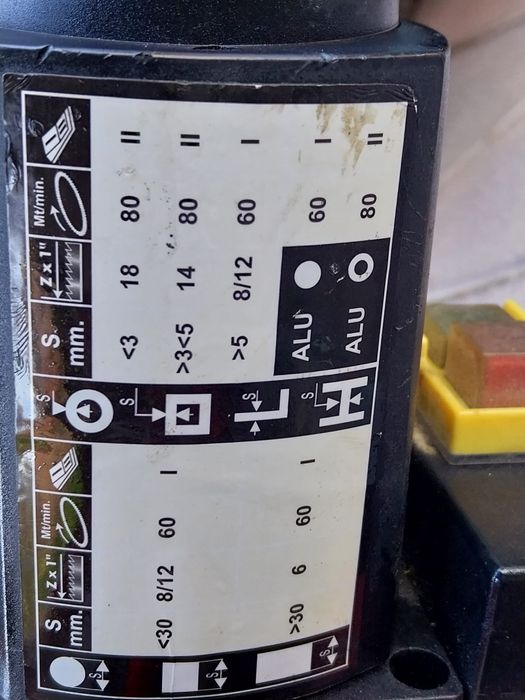 S mm. Z x 1" Mt/min.
S
<30 8/12 60 I
S
>30 6 60 I
S
S mm. Z x 1" Mt/min.
S
<3 18 80 II
S
>3<5 14 80 II
S
>5 8/12 60 I
S
ALU 60 I
ALU 80 II